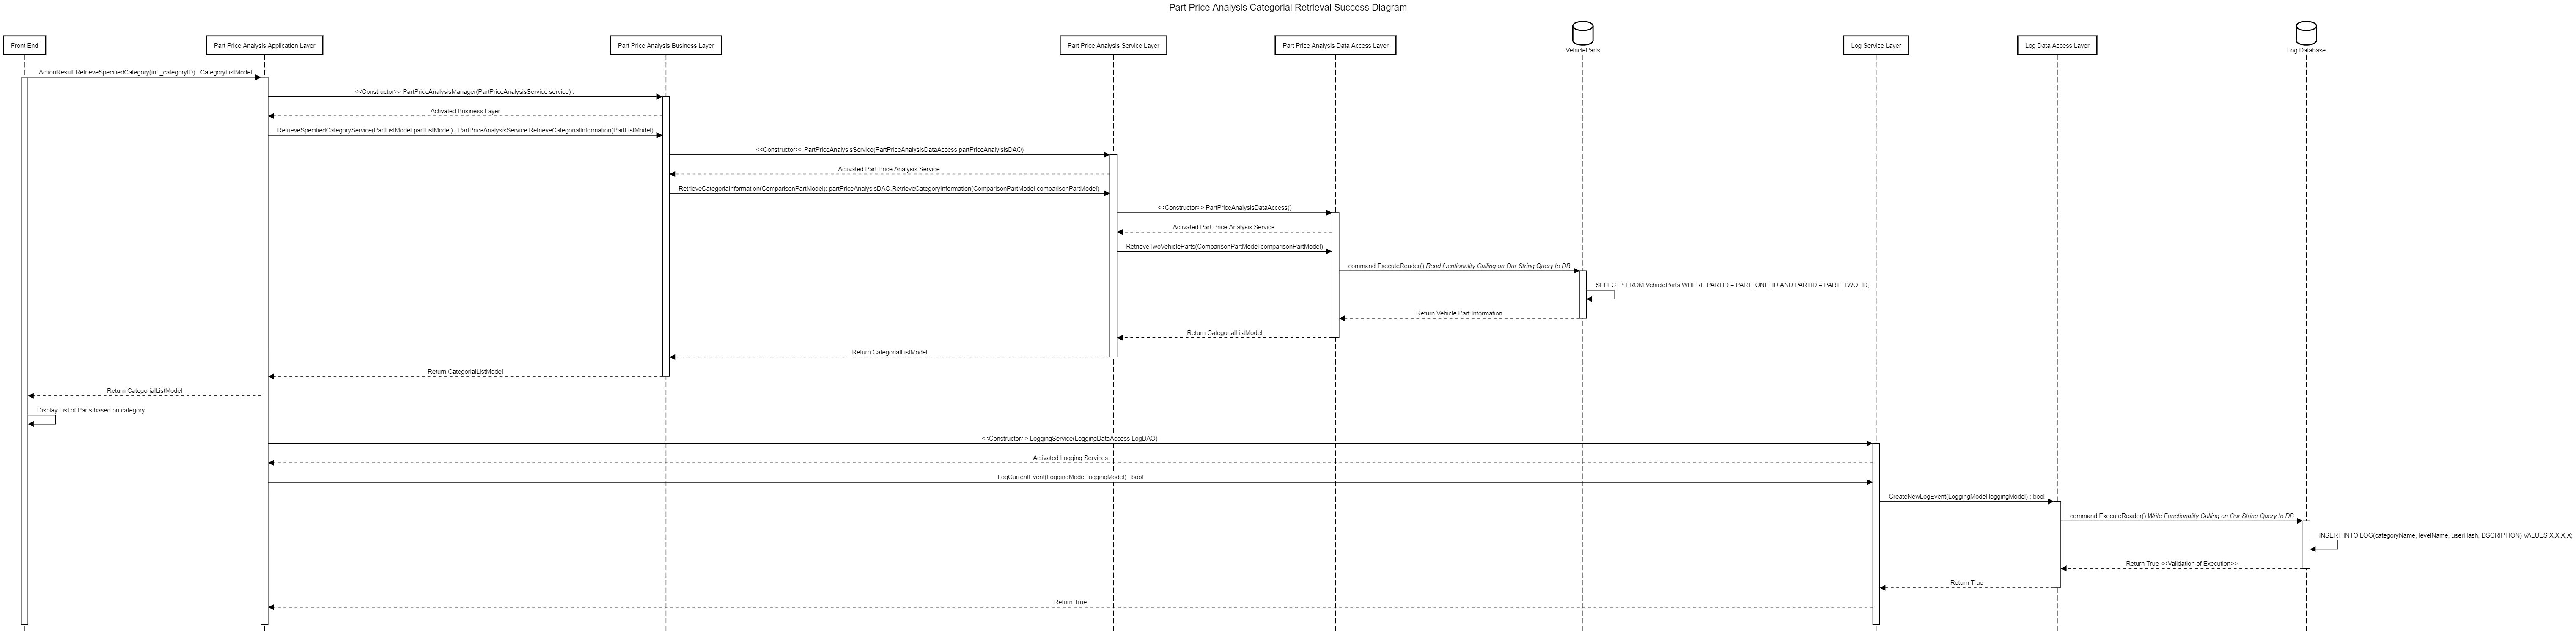 Part Price Analysis Categorial Retrieval Success Diagram
Front End
Part Price Analysis Application Layer
Part Price Analysis Business Layer
Part Price Analysis Service Layer
Part Price Analysis Data Access Layer
VehicleParts
Log Service Layer
Log Data Access Layer
Log Database
IActionResult RetrieveSpecifiedCategory(int _categoryID) : CategoryListModel
<<Constructor>> PartPriceAnalysisManager(PartPriceAnalysisService service) :
Activated Business Layer
RetrieveSpecifiedCategoryService(PartListModel partListModel) : PartPriceAnalysisService.RetrieveCategorialInformation(PartListModel)
<<Constructor>> PartPriceAnalysisService(PartPriceAnalysisDataAccess partPriceAnalyisisDAO)
Activated Part Price Analysis Service
RetrieveCategoriaInformation(ComparisonPartModel): partPriceAnalysisDAO.RetrieveCategoryInformation(ComparisonPartModel comparisonPartModel)
<<Constructor>> PartPriceAnalysisDataAccess()
Activated Part Price Analysis Service
RetrieveTwoVehicleParts(ComparisonPartModel comparisonPartModel)
command.ExecuteReader() Read fucntionality Calling on Our String Query to DB
SELECT * FROM VehicleParts WHERE PARTID = PART_ONE_ID AND PARTID = PART_TWO_ID;
Return Vehicle Part Information
Return CategorialListModel
Return CategorialListModel
Return CategorialListModel
Return CategorialListModel
Display List of Parts based on category
<<Constructor>> LoggingService(LoggingDataAccess LogDAO)
Activated Logging Services
LogCurrentEvent(LoggingModel loggingModel) : bool
CreateNewLogEvent(LoggingModel loggingModel) : bool
command.ExecuteReader() Write Functionality Calling on Our String Query to DB
INSERT INTO LOG(categoryName, levelName, userHash, DSCRIPTION) VALUES X,X,X,X;
Return True <<Validation of Execution>>
Return True
Return True